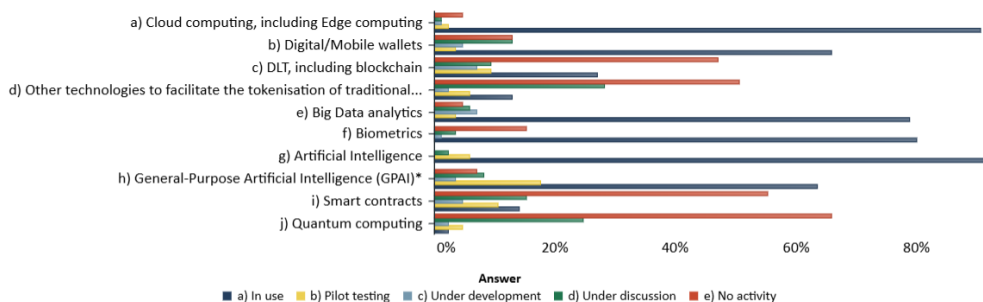 a) Cloud computing, including Edge computing
b) Digital/Mobile wallets
c) DLT, including blockchain
d) Other technologies to facilitate the tokenisation of traditional...
e) Big Data analytics
f) Biometrics
g) Artificial Intelligence
h) General-Purpose Artificial Intelligence (GPAI)*
i) Smart contracts
j) Quantum computing
0% 20% 40% 60% 80%
Answer
a) In use b) Pilot testing c) Under development d) Under discussion e) No activity